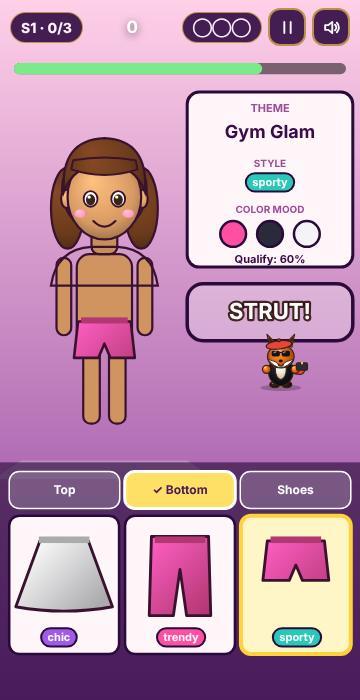 S1 · 0/3
0
THEME
Gym Glam
STYLE
sporty
COLOR MOOD
Qualify: 60%
STRUT!
Top
✓ Bottom
Shoes
chic
trendy
sporty